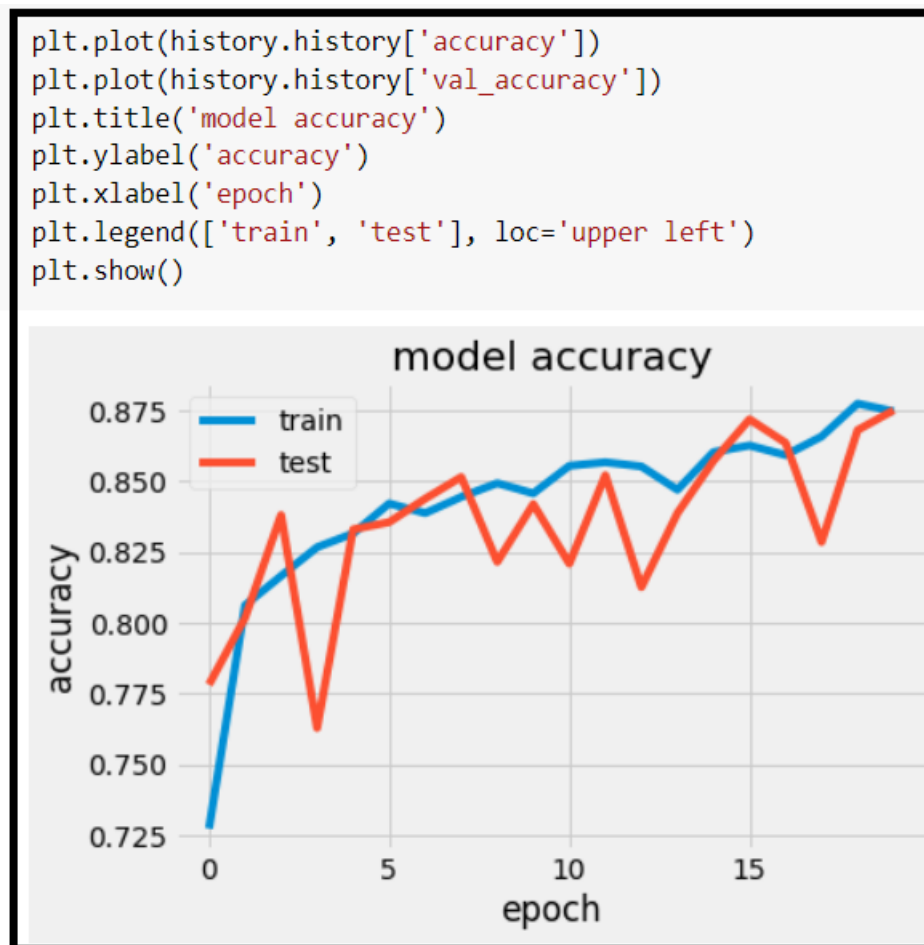 plt.plot(history.history['accuracy'])
plt.plot(history.history['val_accuracy'])
plt.title('model accuracy')
plt.ylabel('accuracy')
plt.xlabel('epoch')
plt.legend(['train', 'test'], loc='upper left')
plt.show()
model accuracy
train
test
accuracy
0.875
0.850
0.825
0.800
0.775
0.750
0.725
0
5
10
15
epoch